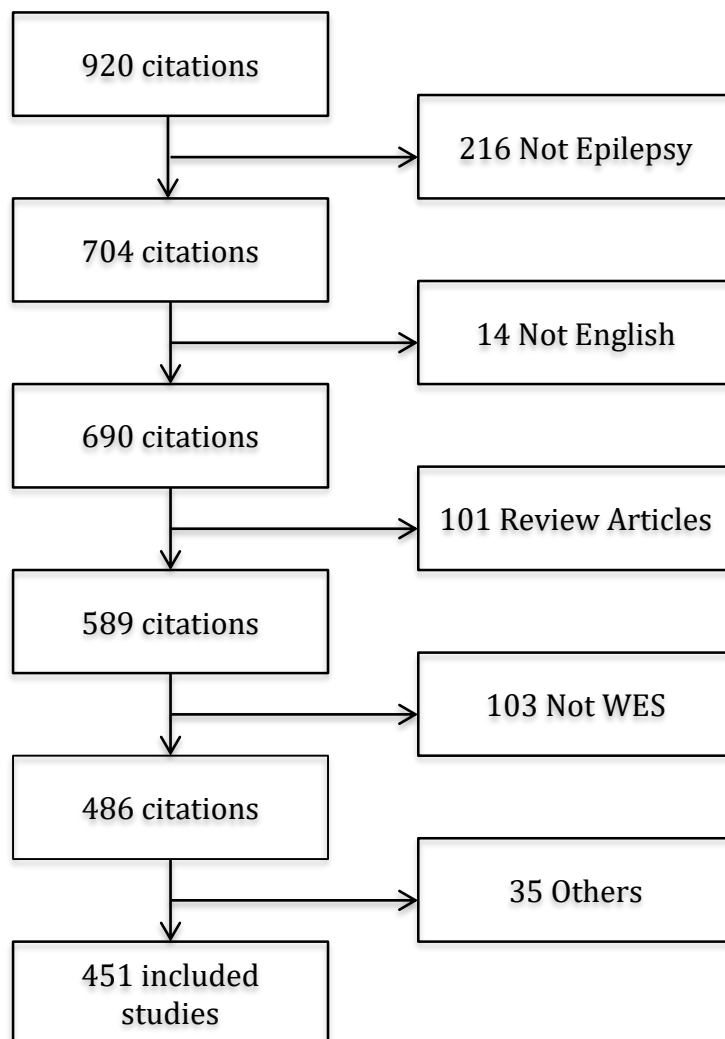 920 citations
216 Not Epilepsy
704 citations
14 Not English
690 citations
101 Review Articles
589 citations
103 Not WES
486 citations
35 Others
451 included
studies